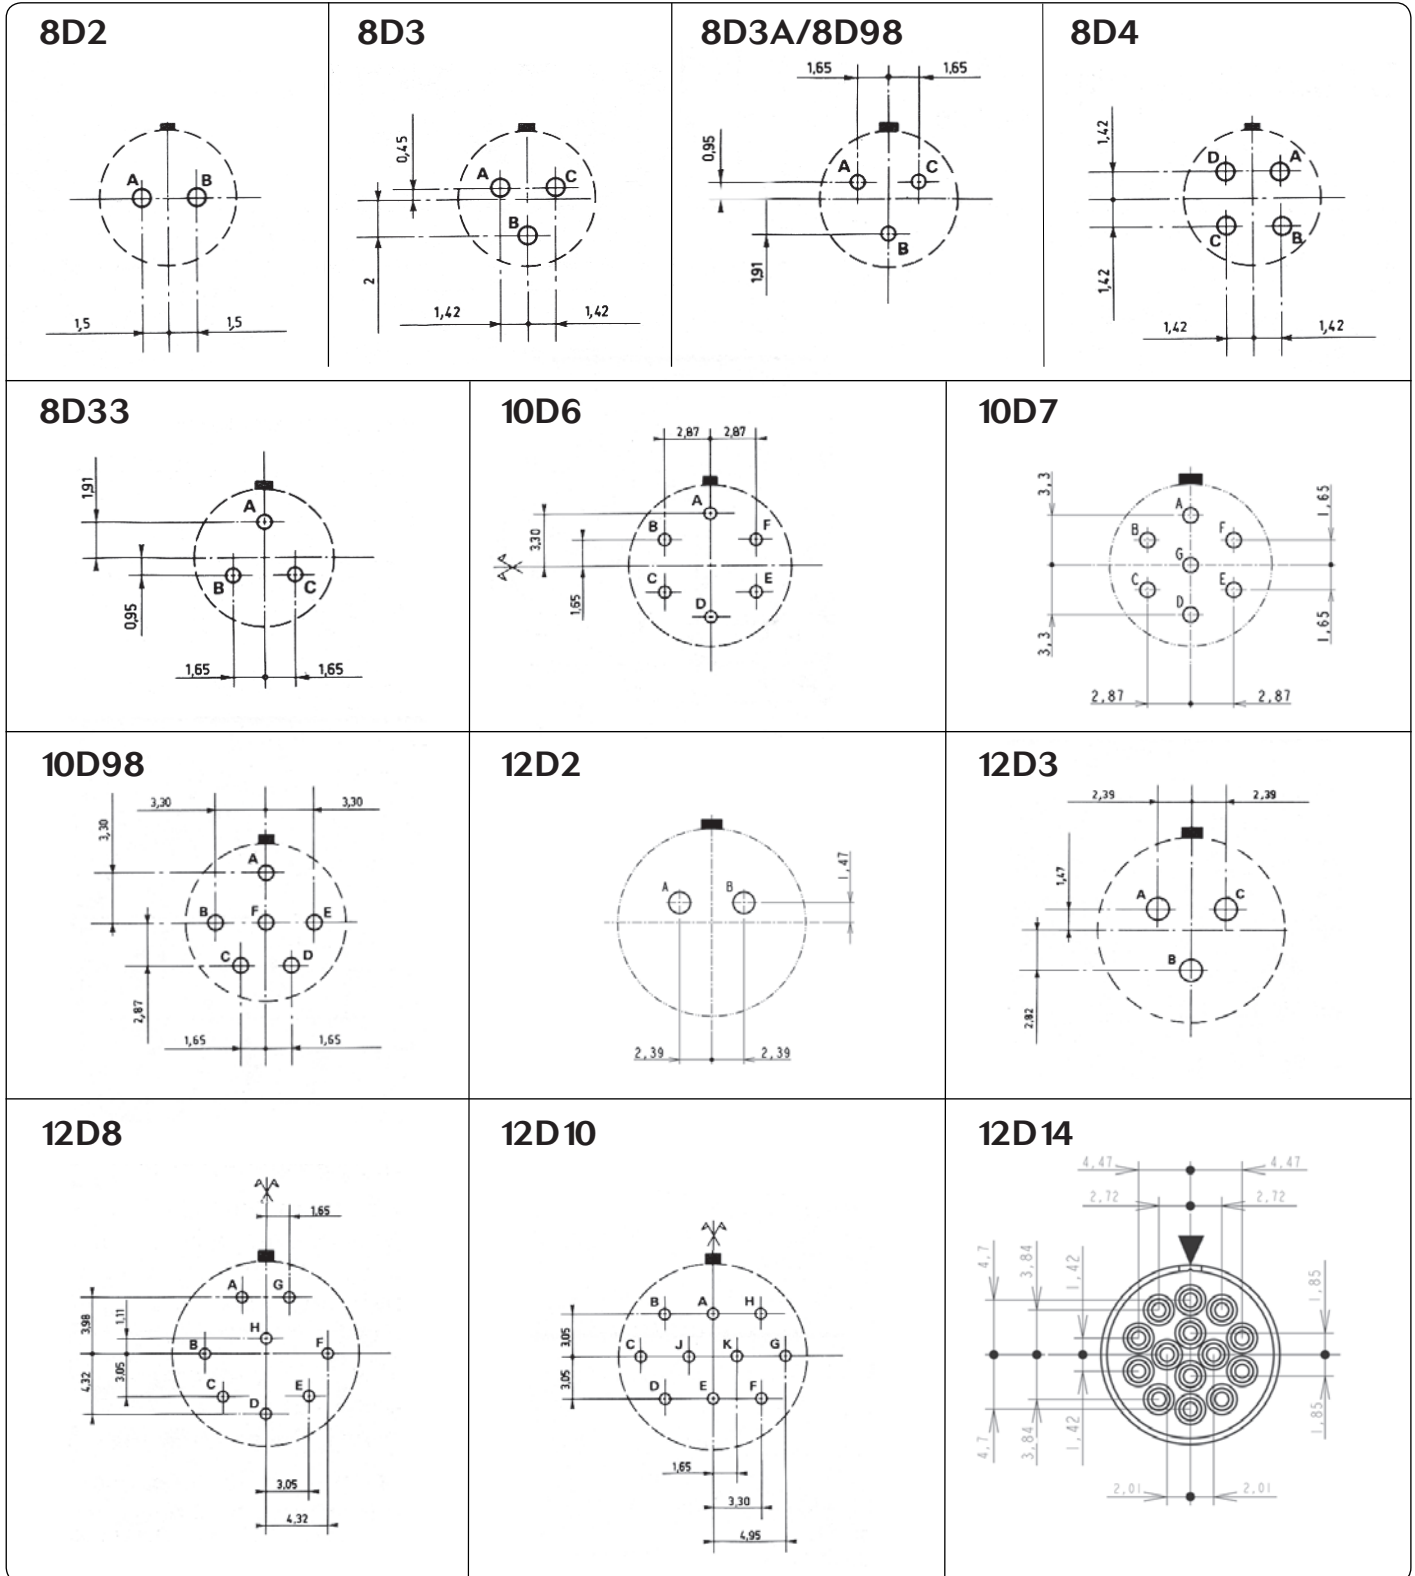 8D2
8D3
8D3A/8D98
8D4
A
B
1,5
1,5
0,45
A
C
B
2
1,42
1,42
1,65
1,65
0,95
A
C
1,91
B
1,42
D
A
C
B
1,42
1,42
1,42
8D33
10D6
10D7
1,91
A
B
C
0,95
1,65
1,65
2,87
2,87
A
B
F
3,30
A
A
C
E
1,65
D
3,3
A
1,65
B
F
G
C
E
D
3,3
1,65
2,87
2,87
10D98
12D2
12D3
3,30
3,30
3,30
A
B
F
E
C
D
2,87
1,65
1,65
A
B
1,47
2,39
2,39
2,39
2,39
1,47
A
C
B
2,82
12D8
12D10
12D14
A A
1,65
A
G
3,98
1,11
H
B
F
4,32
3,05
C
E
D
3,05
4,32
A A
B
A
H
3,05
C
J
K
G
3,05
D
E
F
1,65
3,30
4,95
4,47
4,47
2,72
2,72
4,7
3,84
1,42
1,85
4,7
3,84
1,42
1,85
2,01
2,01